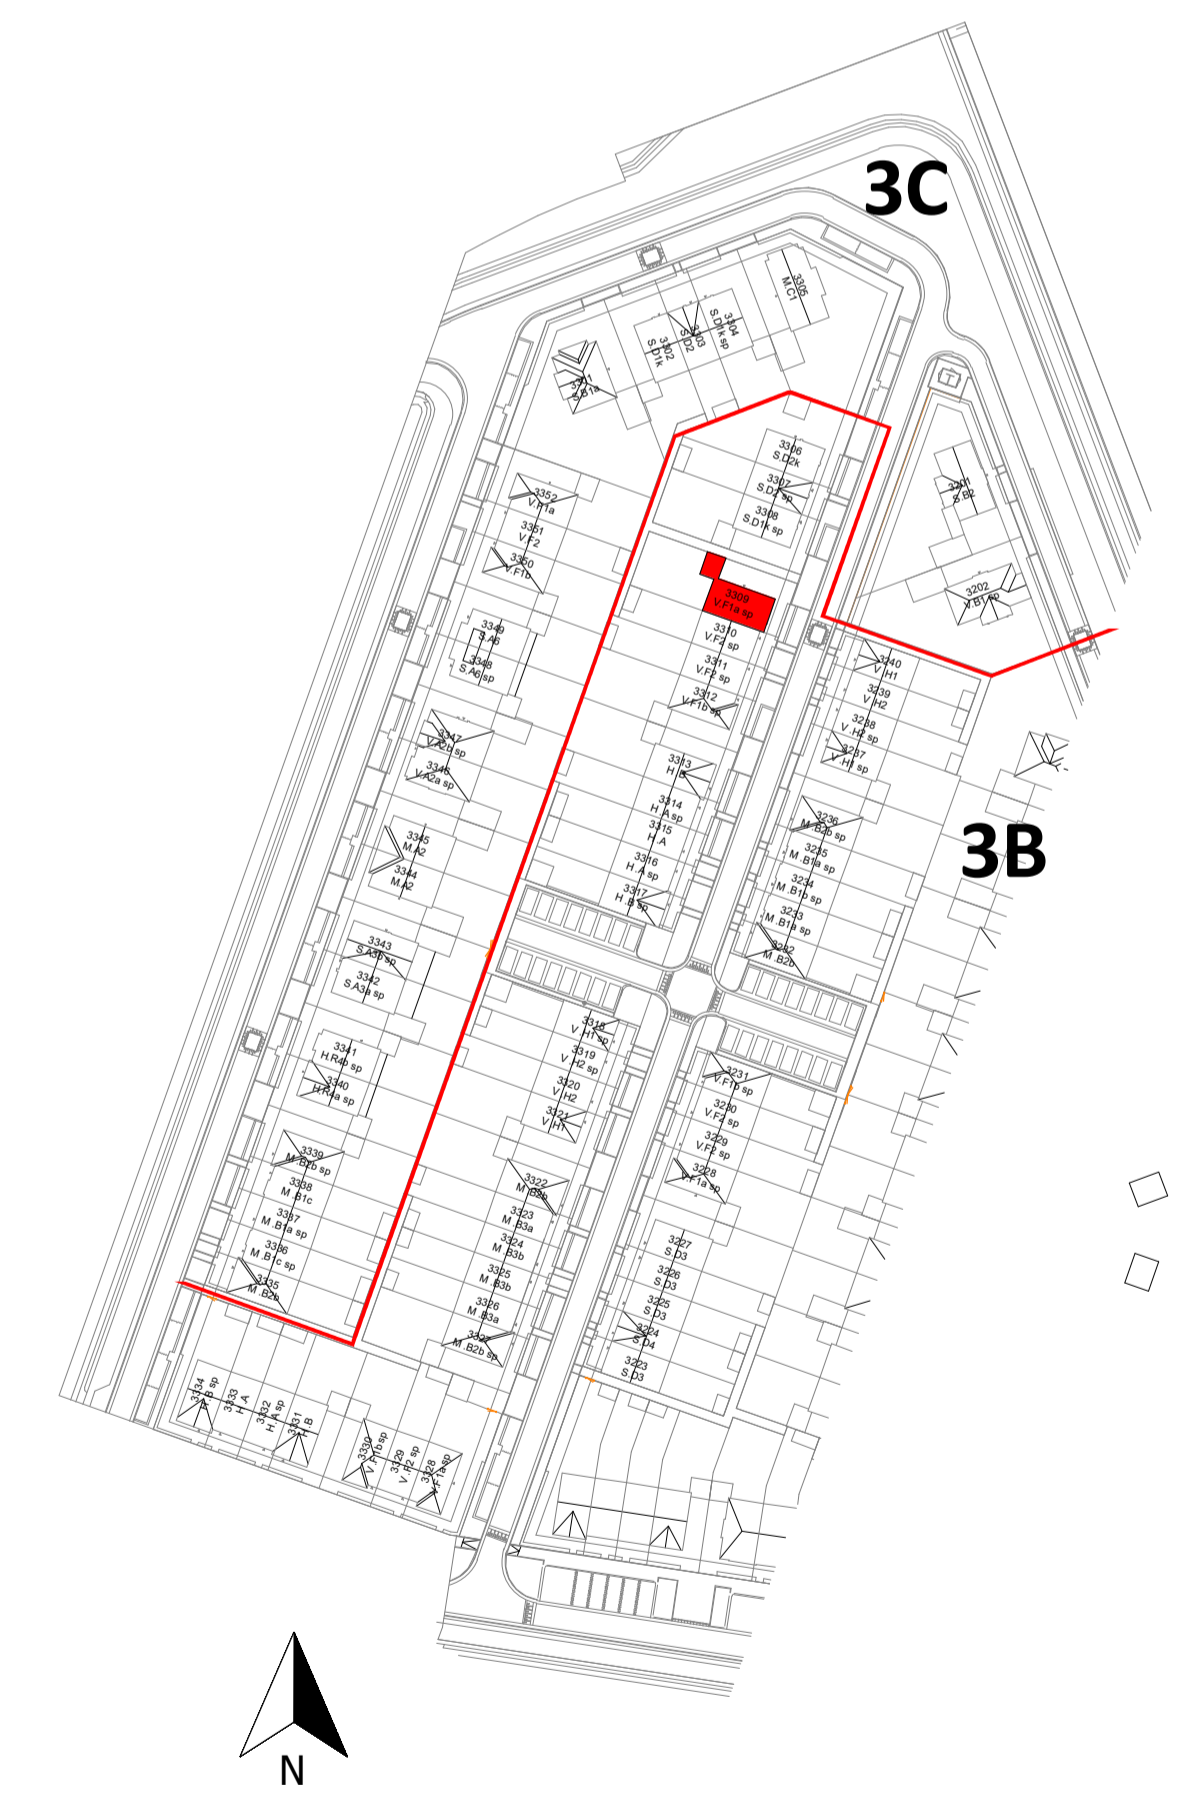 3C
3305
M.C1
3304
S.D1k sp
3303
S.D2
3302
S.D1k
3301
S.B1a
3306
S.D2k
3307
S.D2 sp
3308
S.D1k sp
3201
S.B2
3202
V.B1 sp
3352
V.F1a
3351
V.F2
3350
V.F1b
3309
V.F1a sp
3310
V.F2 sp
3311
V.F2 sp
3312
V.F1b sp
3349
S.A6
3348
S.A6 sp
3240
V.H1
3239
V.H2
3238
V.H2 sp
3237
V.H1 sp
3347
V.A2b sp
3346
V.A2a sp
3313
H.B
3314
H.A sp
3315
H.A
3316
H.A sp
3317
H.B sp
3B
3236
M.B2b sp
3235
M.B1a sp
3234
M.B1b sp
3233
M.B1a sp
3232
M.B2b
3345
M.A2
3344
M.A2
3343
S.A3b sp
3342
S.A3a sp
3341
H.R4b sp
3340
H.R4a sp
3318
V.H1 sp
3319
V.H2 sp
3320
V.H2
3321
V.H1
3231
V.F1b sp
3230
V.F2 sp
3229
V.F2 sp
3228
V.F1a sp
3339
M.B2b sp
3338
M.B1c
3337
M.B1a sp
3336
M.B1c sp
3335
M.B2b
3322
M.B2b
3323
M.B3a
3324
M.B3b
3325
M.B3b
3326
M.B3a
3327
M.B2b sp
3227
S.D3
3226
S.D3
3225
S.D3
3224
S.D4
3223
S.D3
3334
H.B sp
3333
H.A
3332
H.A sp
3331
H.B
3330
V.F1b sp
3329
V.F2 sp
3328
V.F1a sp
N